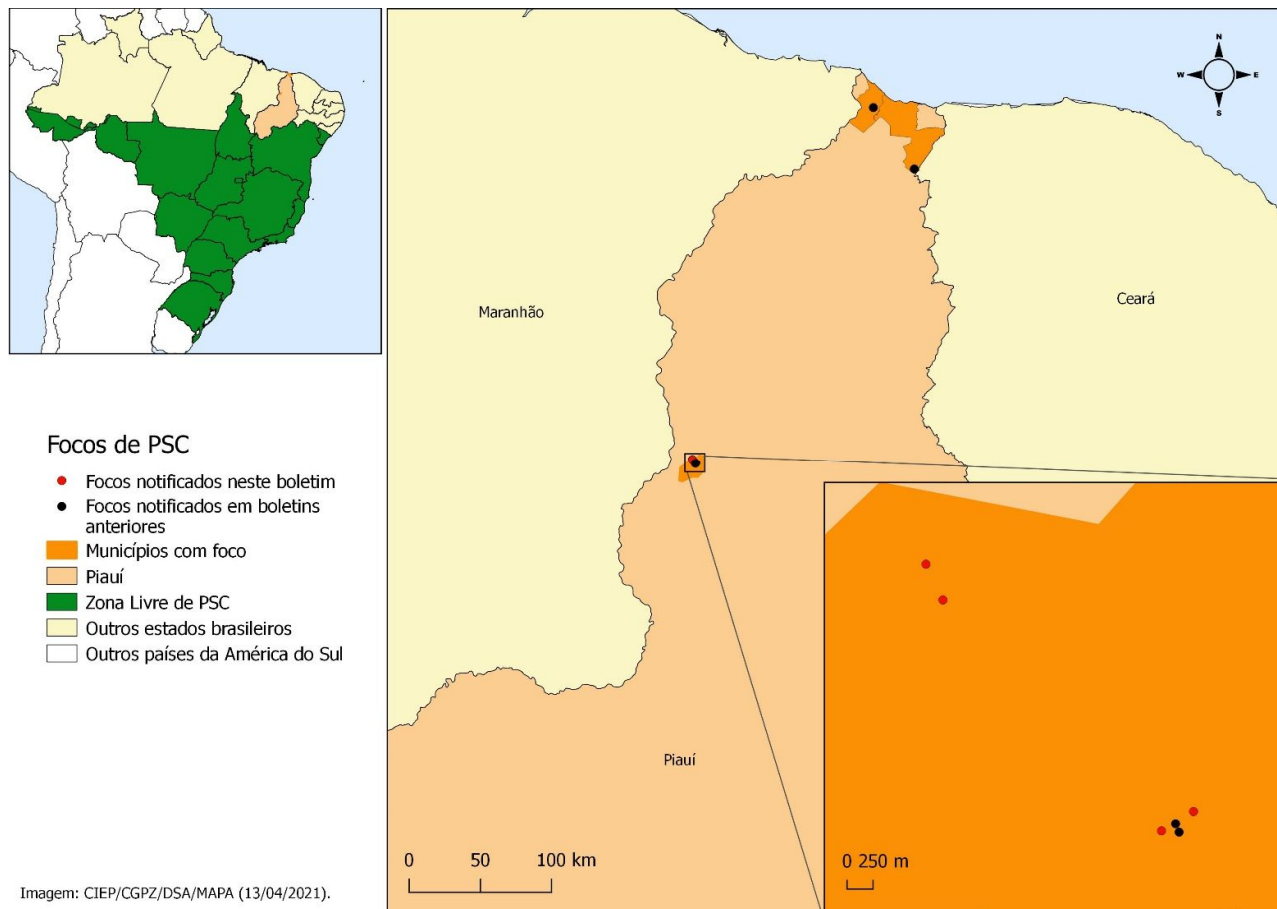 N
W
E
S
Maranhão
Ceará
Focos de PSC
Focos notificados neste boletim
Focos notificados em boletins
anteriores
Municípios com foco
Piauí
Zona Livre de PSC
Outros estados brasileiros
Outros países da América do Sul
Piauí
0 50 100 km
0 250 m
Imagem: CIEP/CGPZ/DSA/MAPA (13/04/2021).